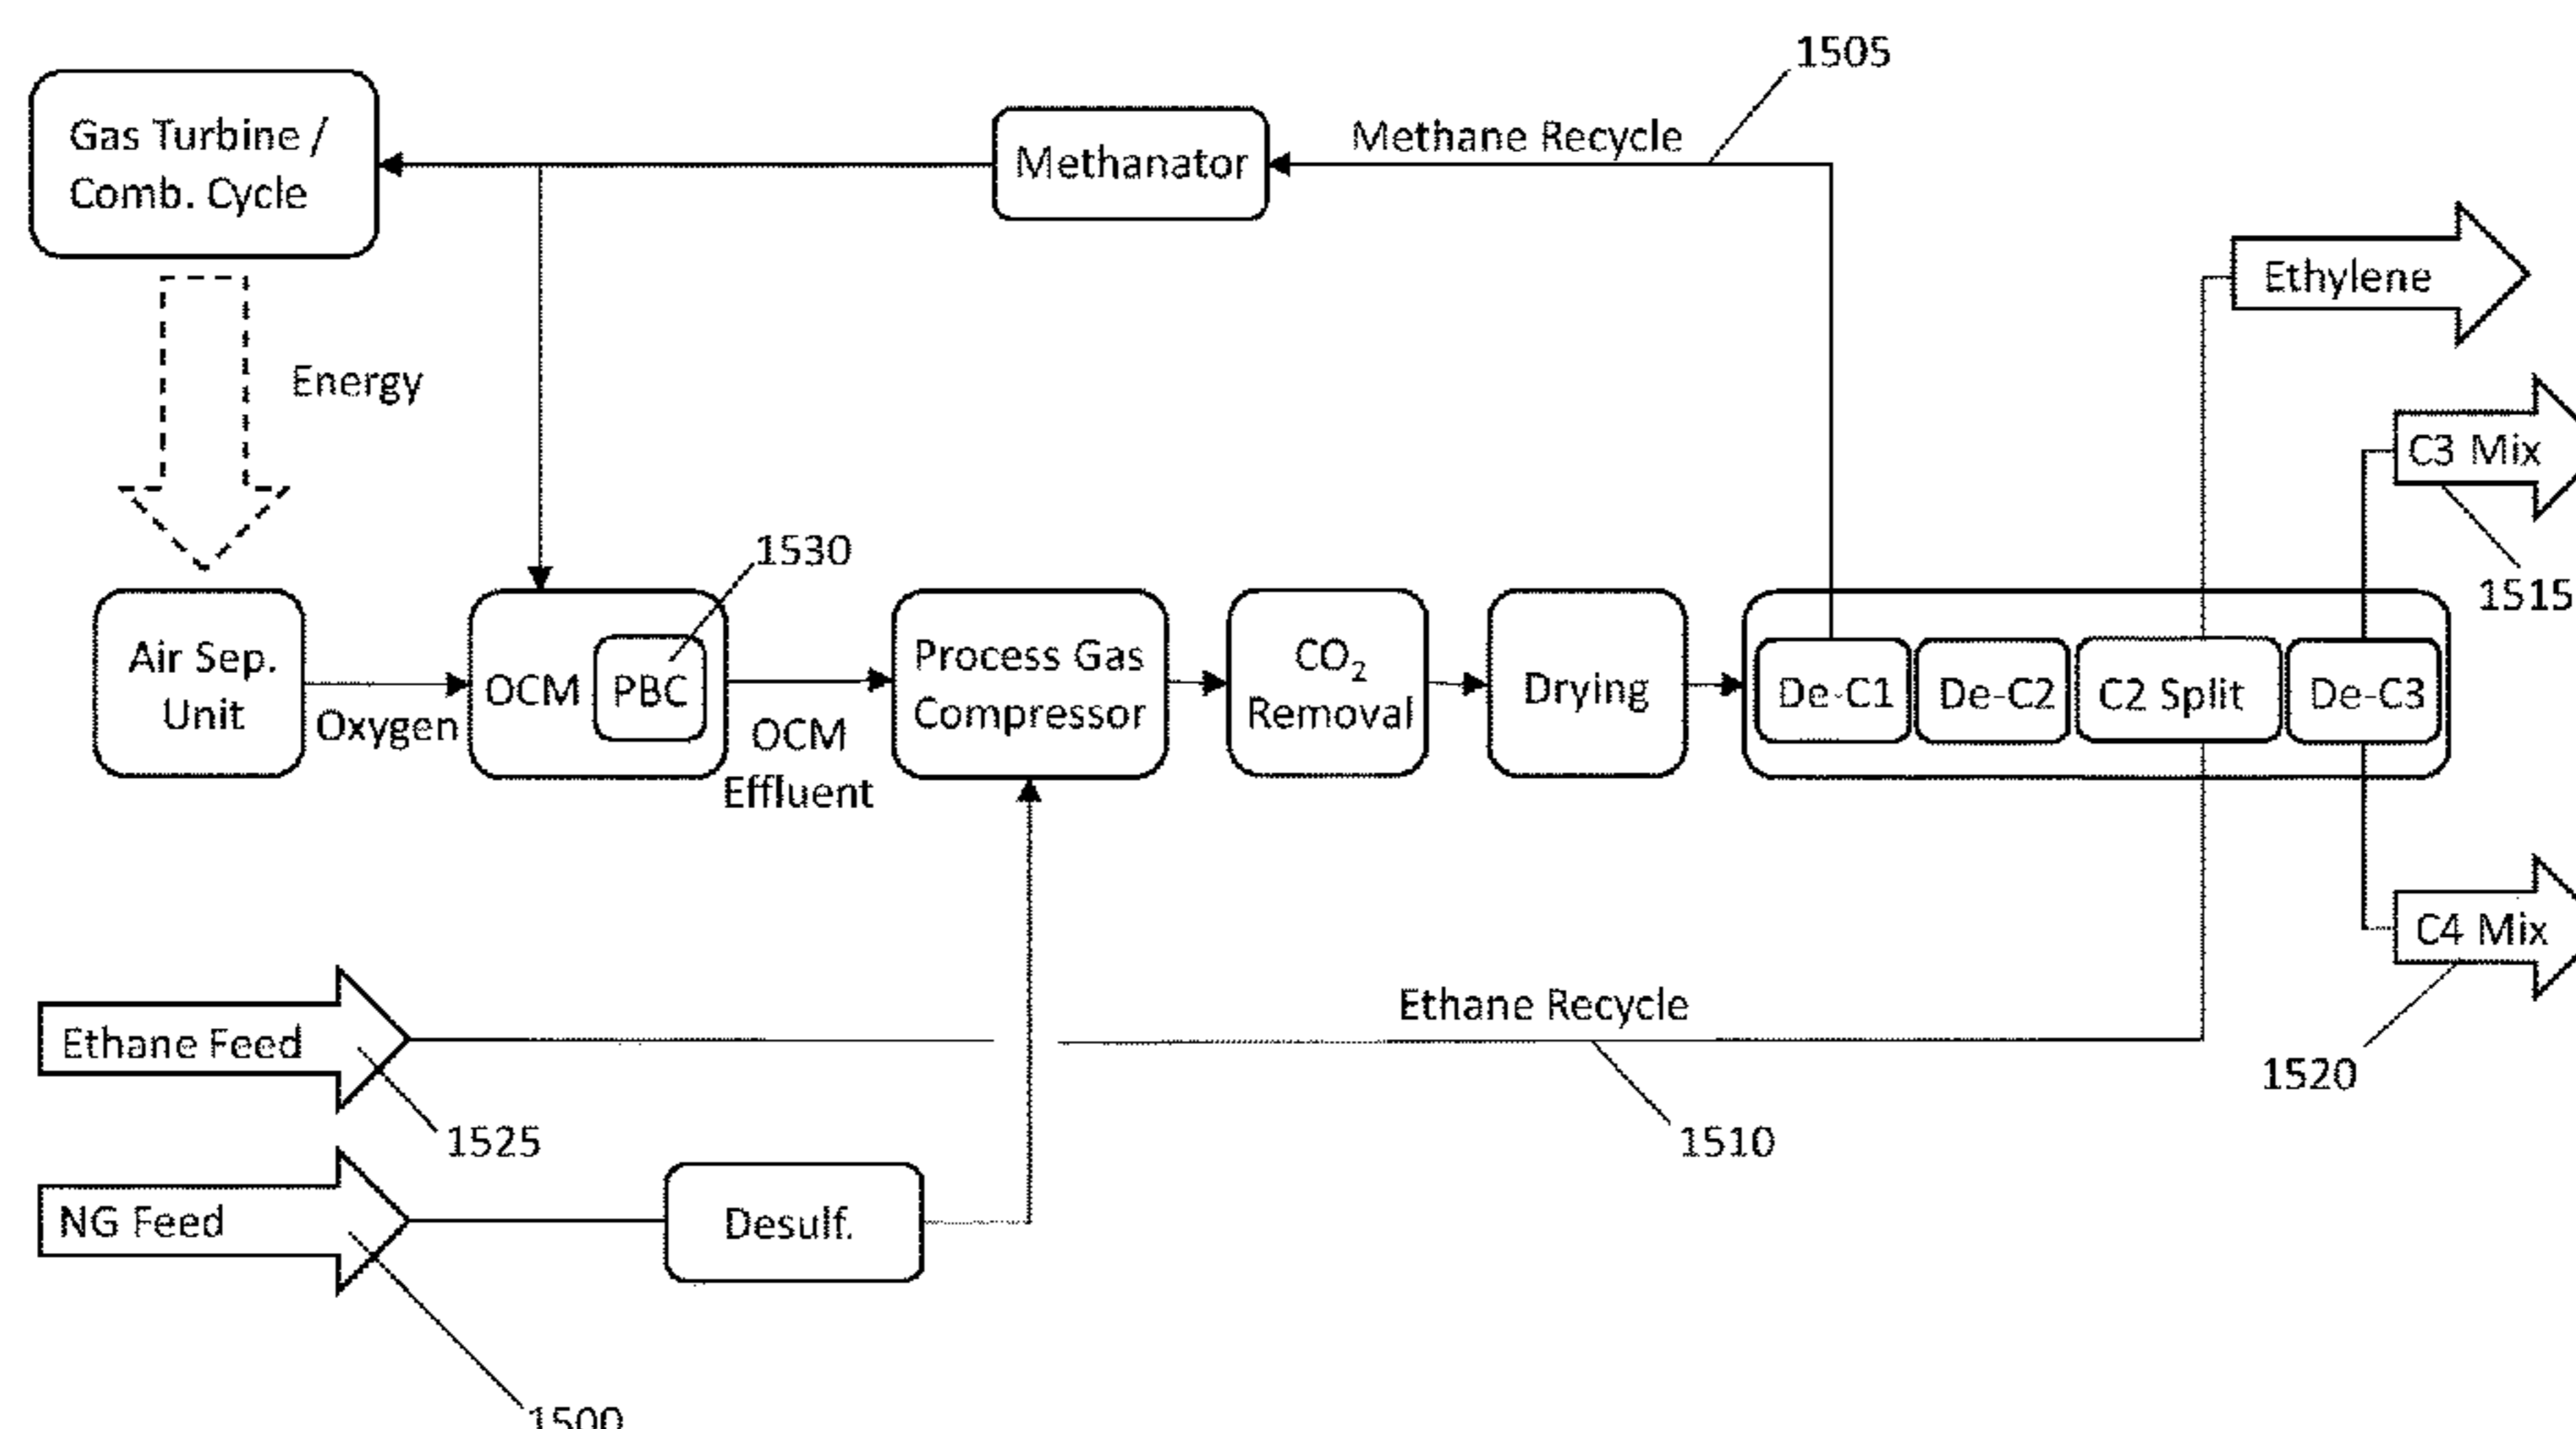 1505
Gas Turbine /
Comb. Cycle
Methanator
Methane Recycle
Ethylene
Energy
C3 Mix
1515
1530
Air Sep.
Unit
Oxygen
OCM
PBC
OCM
Effluent
Process Gas
Compressor
CO₂
Removal
Drying
De-C1
De-C2
C2 Split
De-C3
C4 Mix
1520
Ethane Feed
1525
Ethane Recycle
1510
NG Feed
Desulf.
1500